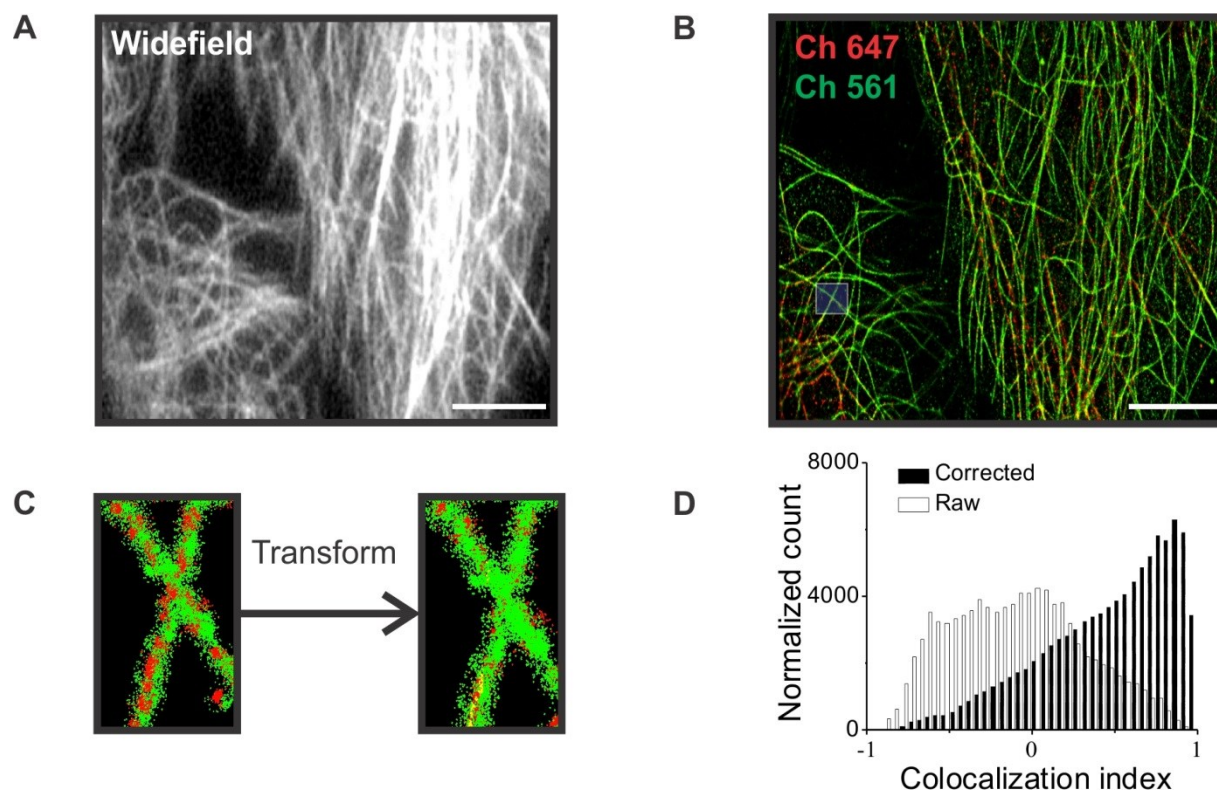 A
Widefield
B
Ch 647
Ch 561
C
Transform
D
8000
Corrected
Raw
Normalized count
4000
0
-1
0
1
Colocalization index